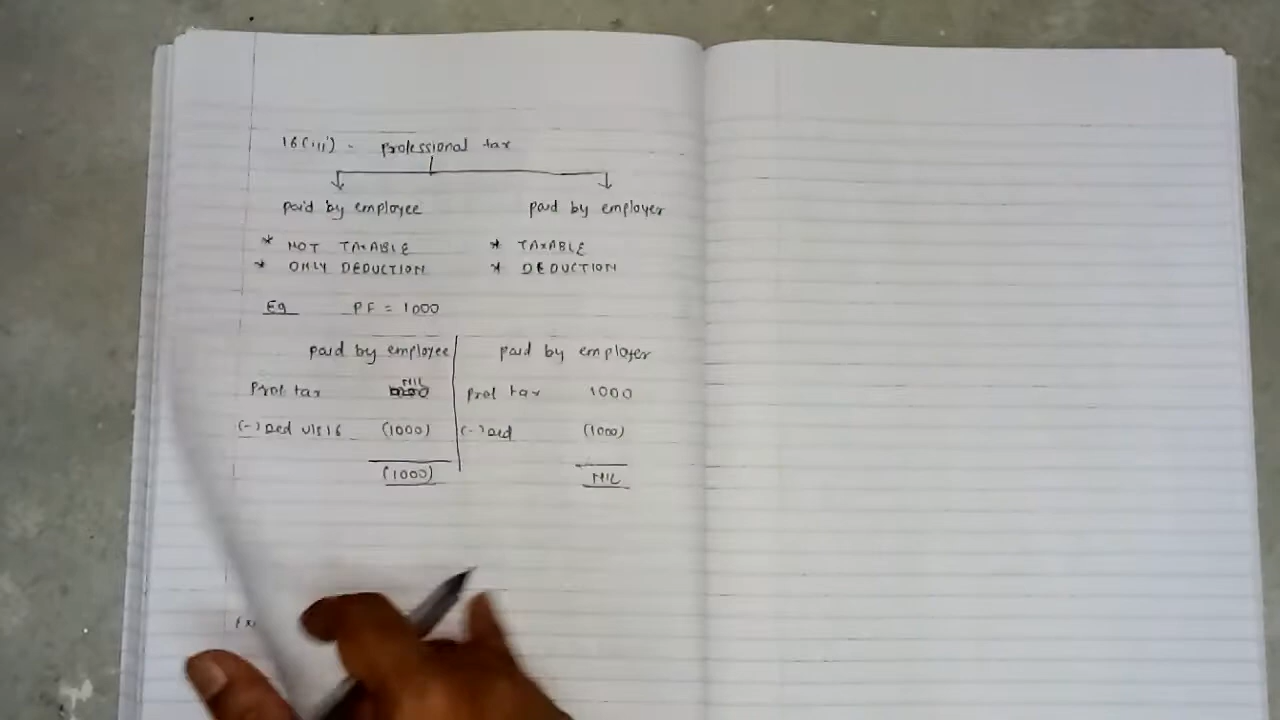 16(iii) - Professional tax
paid by employee paid by employer
* NOT TAXABLE * TAXABLE
* ONLY DEDUCTION * DEDUCTION
Eg PF = 1000
paid by employee paid by employer
Prof tax NIL Prof tax 1000
(-) Ded U/S 16 (1000) (-) Ded (1000)
(1000) NIL